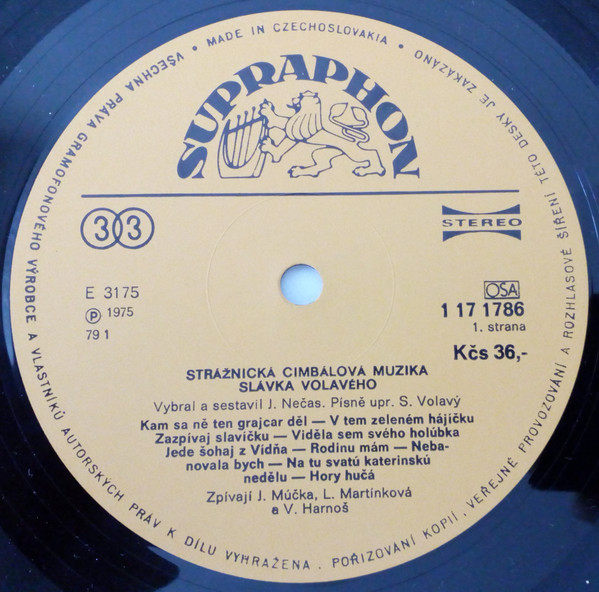 VŠECHNA PRÁVA GRAMOFONOVÉHO VÝROBCE A VLASTNÍKŮ AUTORSKÝCH PRÁV K DÍLU VYHRAŽENA. POŘIZOVÁNÍ KOPIÍ, VEŘEJNÉ PROVOZOVÁNÍ A ROZHLASOVÉ ŠÍŘENÍ TÉTO DESKY JE ZAKÁZÁNO • MADE IN CZECHOSLOVAKIA •
SUPRAPHON
33
STEREO
E 3175
Ⓟ 1975
79 1
OSA
1 17 1786
1. strana
Kčs 36,-
STRÁŽNICKÁ CIMBÁLOVÁ MUZIKA
SLÁVKA VOLAVÉHO
Vybral a sestavil J. Nečas. Písně upr. S. Volavý
Kam sa ně ten grajcar děl — V tem zeleném hájíčku
Zazpívaj slavíčku — Viděla sem svého holúbka
Jede šohaj z Vídňa — Rodinu mám — Neba-
novala bych — Na tu svatú katerinskú
nedělu — Hory hučá
Zpívají J. Múčka, L. Martinková
a V. Harnoš